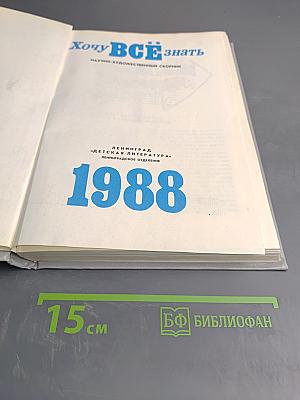 Хочу ВСЁ знать
НАУЧНО-ХУДОЖЕСТВЕННЫЙ СБОРНИК
ЛЕНИНГРАД
«ДЕТСКАЯ ЛИТЕРАТУРА»
ЛЕНИНГРАДСКОЕ ОТДЕЛЕНИЕ
1988
15 см
БФ БИБЛИОФАН